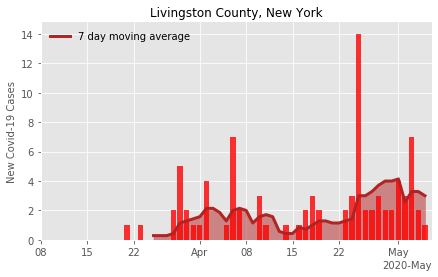 Livingston County, New York
7 day moving average
New Covid-19 Cases
14
12
10
8
6
4
2
0
08 15 22 Apr 08 15 22 May
2020-May